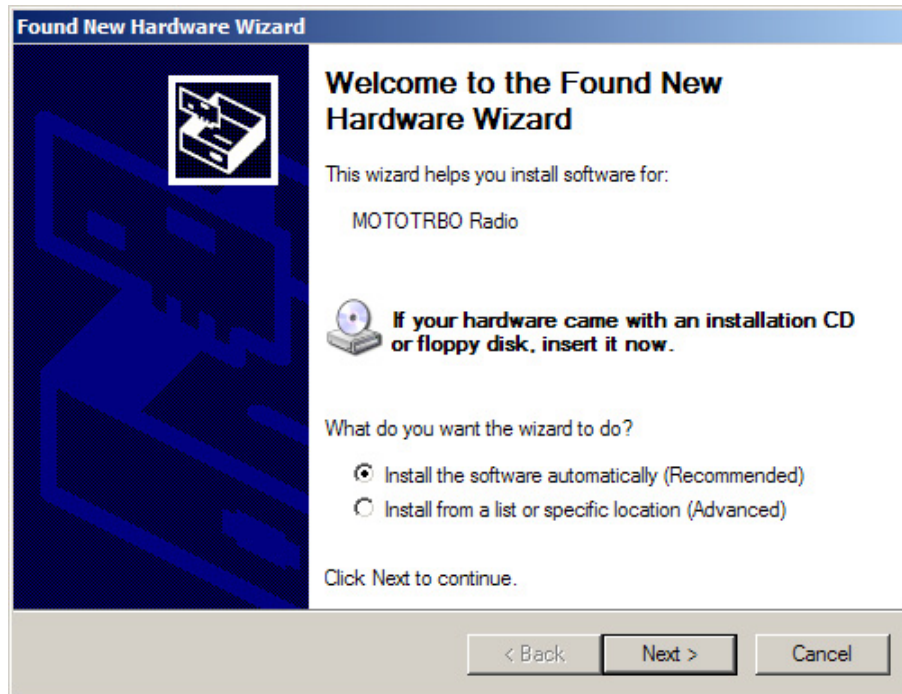 Found New Hardware Wizard
Welcome to the Found New
Hardware Wizard
This wizard helps you install software for:
MOTOTRBO Radio
If your hardware came with an installation CD
or floppy disk, insert it now.
What do you want the wizard to do?
Install the software automatically (Recommended)
Install from a list or specific location (Advanced)
Click Next to continue.
< Back Next > Cancel